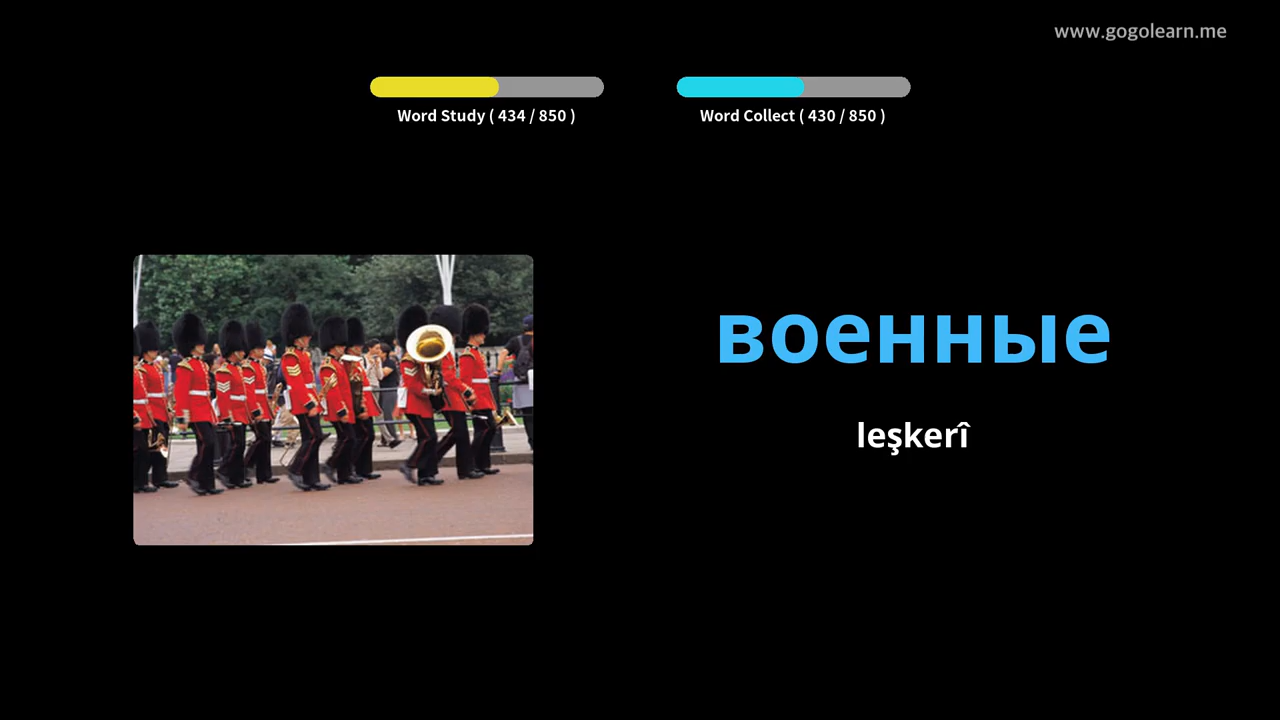 www.gogolearn.me
Word Study ( 434 / 850 )
Word Collect ( 430 / 850 )
военные
leşkerî